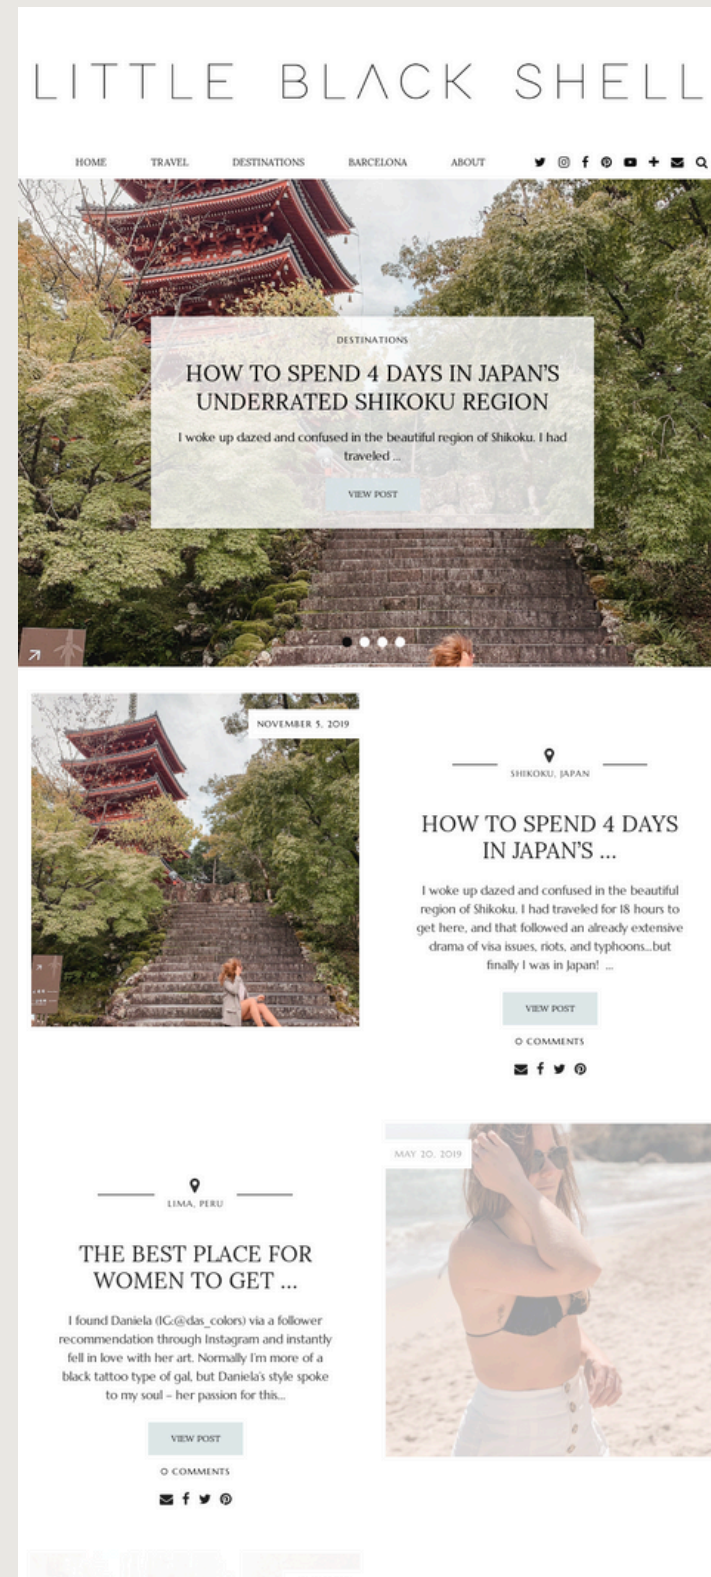 LITTLE BLACK SHELL
HOME TRAVEL DESTINATIONS BARCELONA ABOUT
DESTINATIONS
HOW TO SPEND 4 DAYS IN JAPAN'S
UNDERRATED SHIKOKU REGION
I woke up dazed and confused in the beautiful region of Shikoku. I had
traveled ...
VIEW POST
NOVEMBER 5, 2019
SHIKOKU, JAPAN
HOW TO SPEND 4 DAYS
IN JAPAN'S ...
I woke up dazed and confused in the beautiful
region of Shikoku. I had traveled for 18 hours to
get here, and that followed an already extensive
drama of visa issues, riots, and typhoons...but
finally I was in Japan! ...
VIEW POST
0 COMMENTS
MAY 20, 2019
LIMA, PERU
THE BEST PLACE FOR
WOMEN TO GET ...
I found Daniela (IG:@das_colors) via a follower
recommendation through Instagram and instantly
fell in love with her art. Normally I'm more of a
black tattoo type of gal, but Daniela's style spoke
to my soul – her passion for this...
VIEW POST
0 COMMENTS